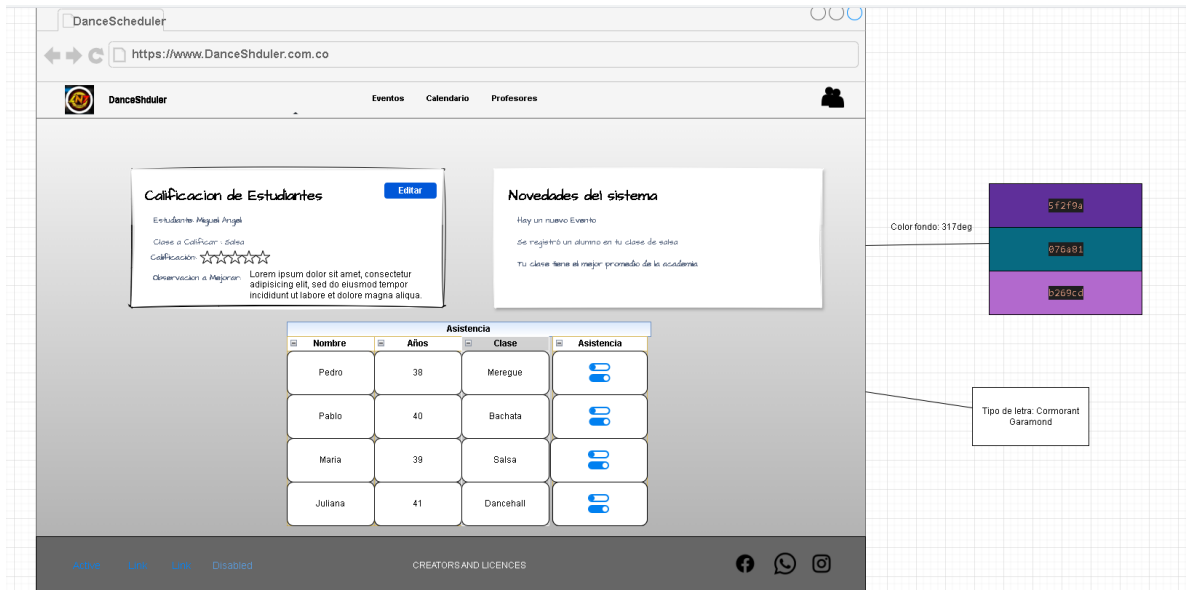 DanceScheduler
https://www.DanceShduler.com.co
DanceShduler
Eventos Calendario Profesores
Calificacion de Estudiantes
Editar
Estudiante: Miguel Angel
Clase a Calificar : Salsa
Calificación:
Observacion a Mejorar:
Lorem ipsum dolor sit amet, consectetur
adipisicing elit, sed do eiusmod tempor
incididunt ut labore et dolore magna aliqua.
Novedades del sistema
Hay un nuevo Evento
Se registró un alumno en tu clase de salsa
Tu clase tiene el mejor promedio de la academia
Asistencia
Nombre Años Clase Asistencia
Pedro 38 Meregue
Pablo 40 Bachata
Maria 39 Salsa
Juliana 41 Dancehall
Link Disabled
CREATORS AND LICENCES
Color fondo: 317deg
5f2f9a
076a81
b269cd
Tipo de letra: Cormorant
Garamond